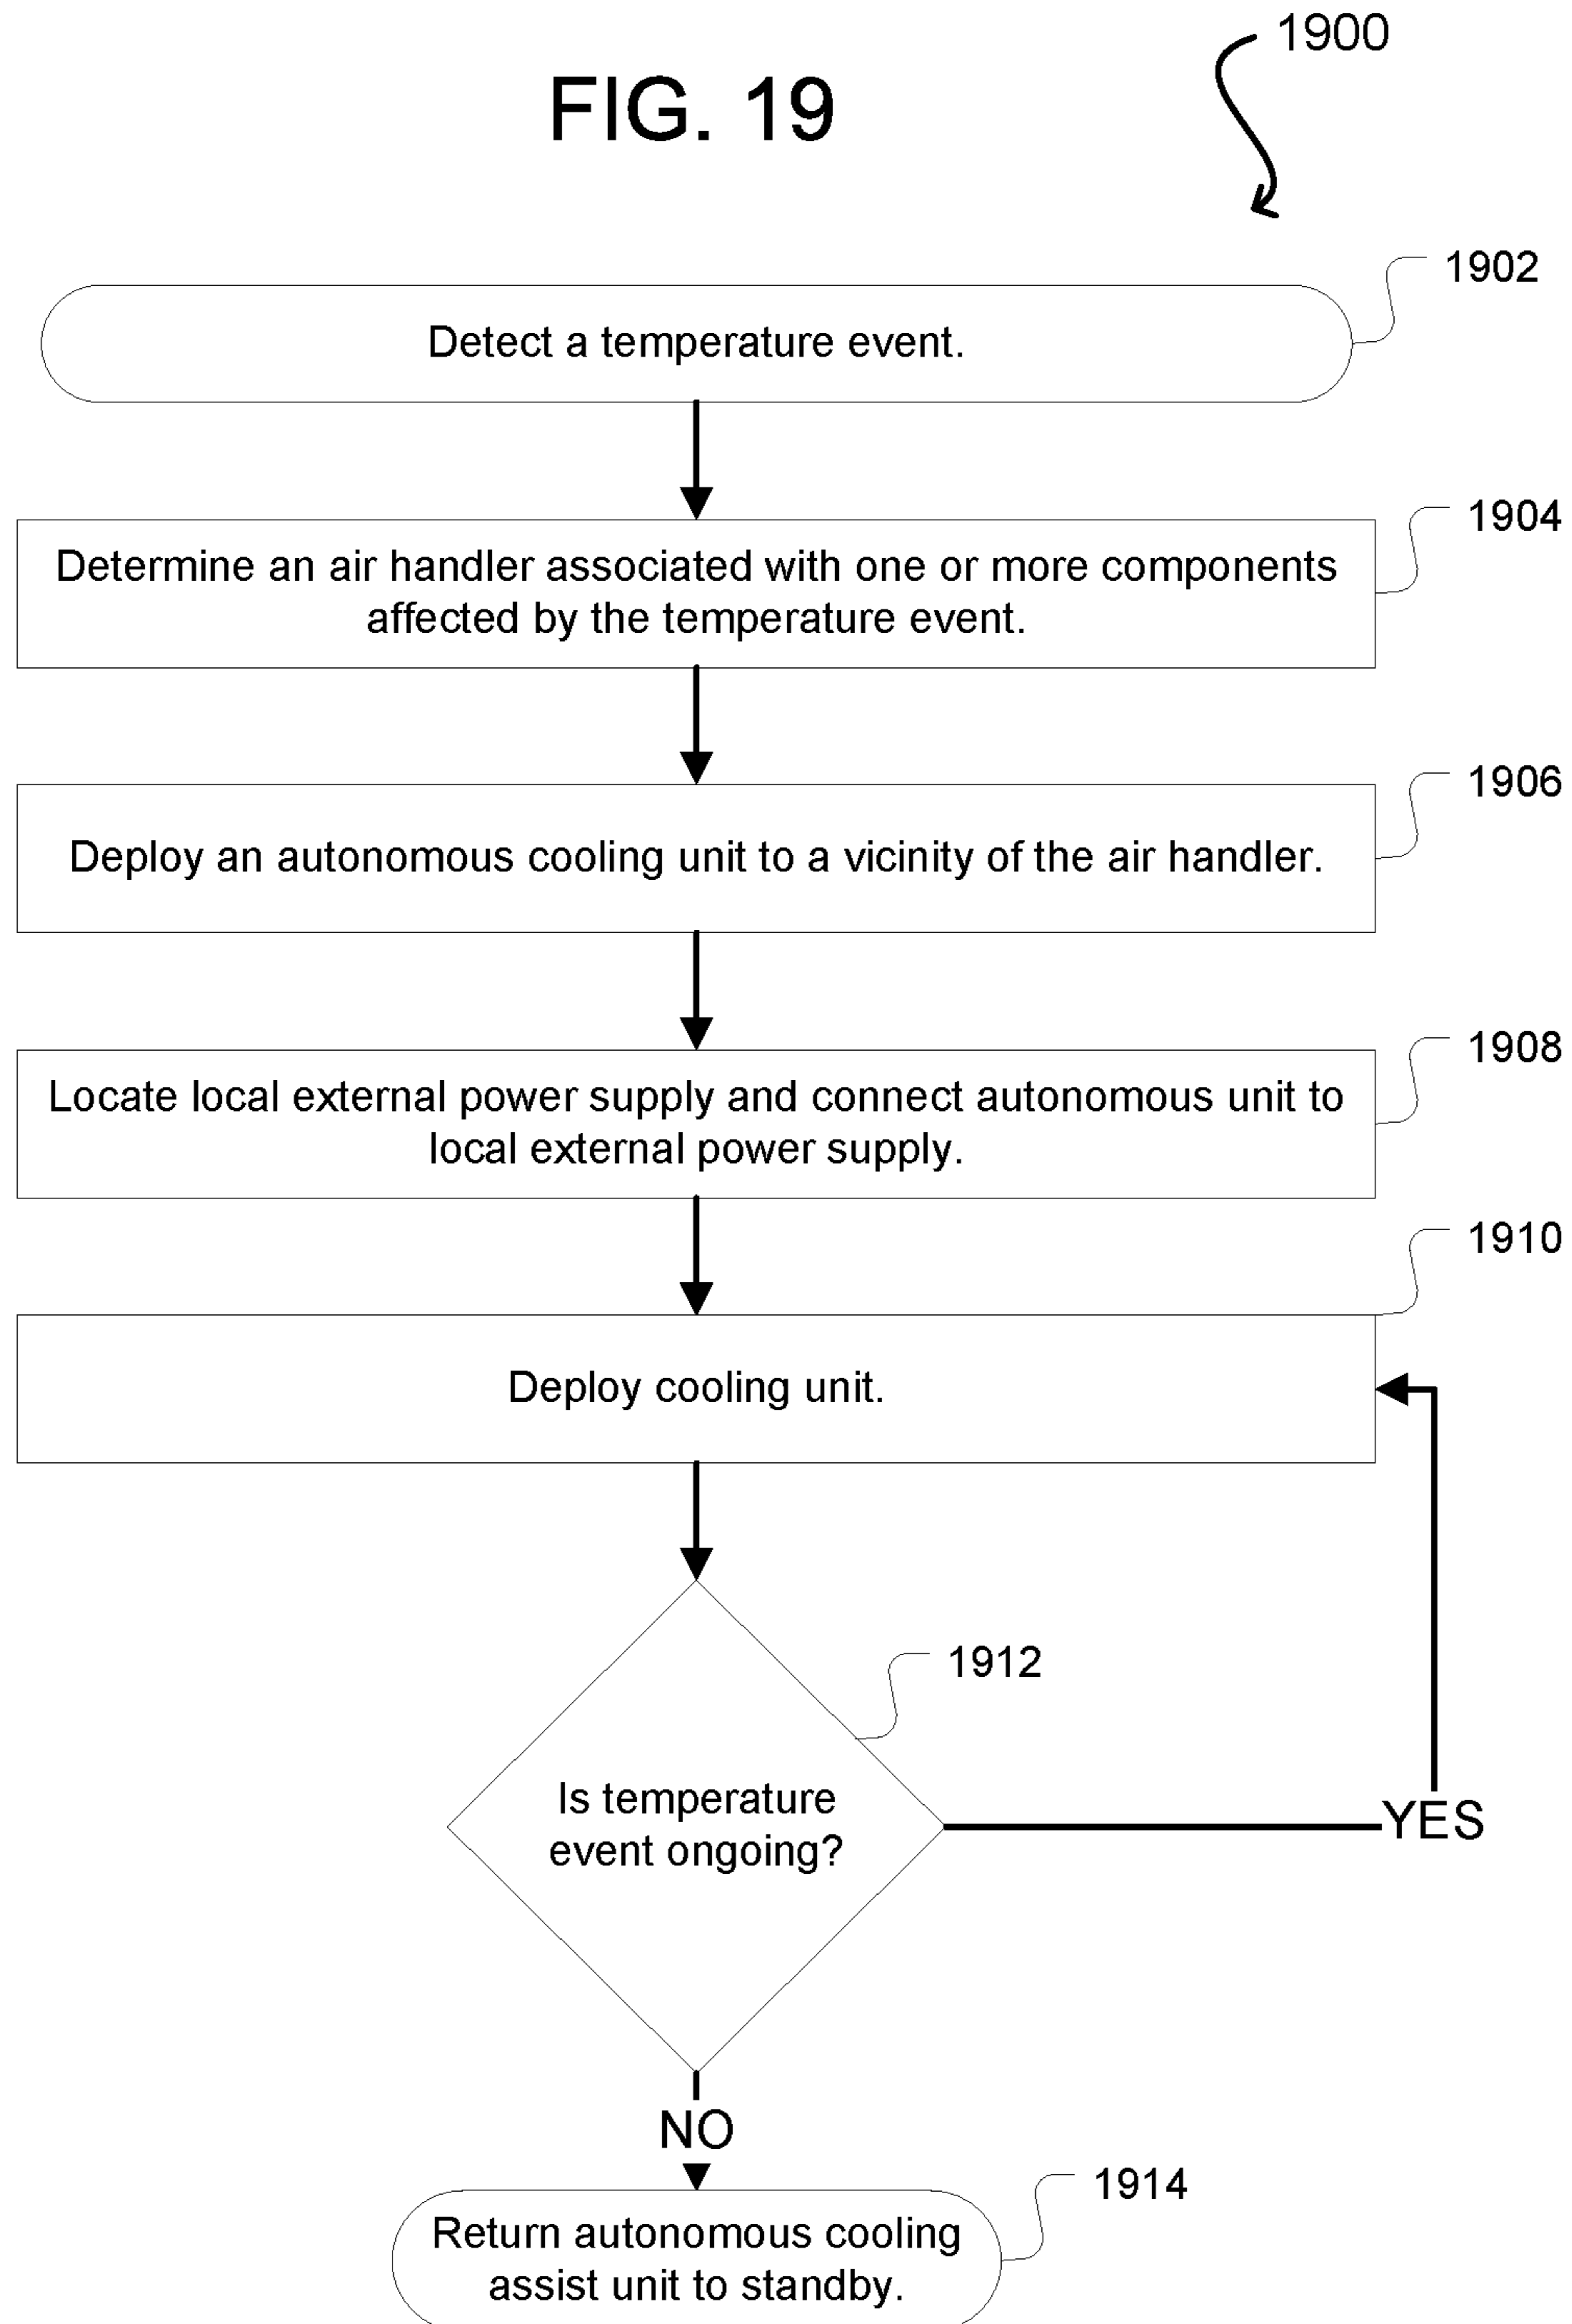 1900
FIG. 19
1902
Detect a temperature event.
1904
Determine an air handler associated with one or more components
affected by the temperature event.
1906
Deploy an autonomous cooling unit to a vicinity of the air handler.
1908
Locate local external power supply and connect autonomous unit to
local external power supply.
1910
Deploy cooling unit.
1912
Is temperature
event ongoing?
YES
NO
1914
Return autonomous cooling
assist unit to standby.